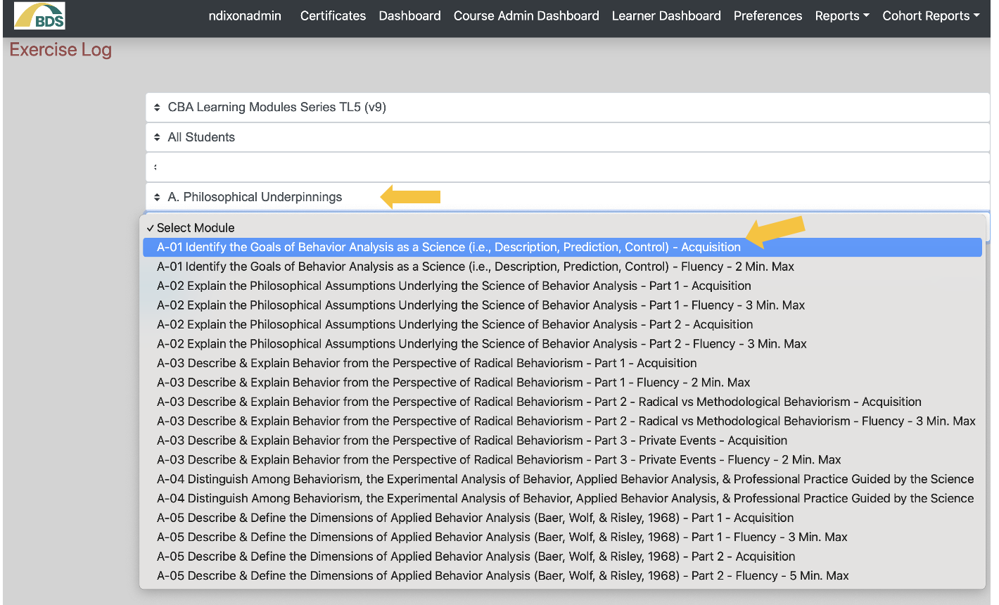 BDS
ndixonadmin Certificates Dashboard Course Admin Dashboard Learner Dashboard Preferences Reports Cohort Reports
Exercise Log
CBA Learning Modules Series TL5 (v9)
All Students
A. Philosophical Underpinnings
✓ Select Module
A-01 Identify the Goals of Behavior Analysis as a Science (i.e., Description, Prediction, Control) - Acquisition
A-01 Identify the Goals of Behavior Analysis as a Science (i.e., Description, Prediction, Control) - Fluency - 2 Min. Max
A-02 Explain the Philosophical Assumptions Underlying the Science of Behavior Analysis - Part 1 - Acquisition
A-02 Explain the Philosophical Assumptions Underlying the Science of Behavior Analysis - Part 1 - Fluency - 3 Min. Max
A-02 Explain the Philosophical Assumptions Underlying the Science of Behavior Analysis - Part 2 - Acquisition
A-02 Explain the Philosophical Assumptions Underlying the Science of Behavior Analysis - Part 2 - Fluency - 3 Min. Max
A-03 Describe & Explain Behavior from the Perspective of Radical Behaviorism - Part 1 - Acquisition
A-03 Describe & Explain Behavior from the Perspective of Radical Behaviorism - Part 1 - Fluency - 2 Min. Max
A-03 Describe & Explain Behavior from the Perspective of Radical Behaviorism - Part 2 - Radical vs Methodological Behaviorism - Acquisition
A-03 Describe & Explain Behavior from the Perspective of Radical Behaviorism - Part 2 - Radical vs Methodological Behaviorism - Fluency - 3 Min. Max
A-03 Describe & Explain Behavior from the Perspective of Radical Behaviorism - Part 3 - Private Events - Acquisition
A-03 Describe & Explain Behavior from the Perspective of Radical Behaviorism - Part 3 - Private Events - Fluency - 2 Min. Max
A-04 Distinguish Among Behaviorism, the Experimental Analysis of Behavior, Applied Behavior Analysis, & Professional Practice Guided by the Science
A-04 Distinguish Among Behaviorism, the Experimental Analysis of Behavior, Applied Behavior Analysis, & Professional Practice Guided by the Science
A-05 Describe & Define the Dimensions of Applied Behavior Analysis (Baer, Wolf, & Risley, 1968) - Part 1 - Acquisition
A-05 Describe & Define the Dimensions of Applied Behavior Analysis (Baer, Wolf, & Risley, 1968) - Part 1 - Fluency - 3 Min. Max
A-05 Describe & Define the Dimensions of Applied Behavior Analysis (Baer, Wolf, & Risley, 1968) - Part 2 - Acquisition
A-05 Describe & Define the Dimensions of Applied Behavior Analysis (Baer, Wolf, & Risley, 1968) - Part 2 - Fluency - 5 Min. Max